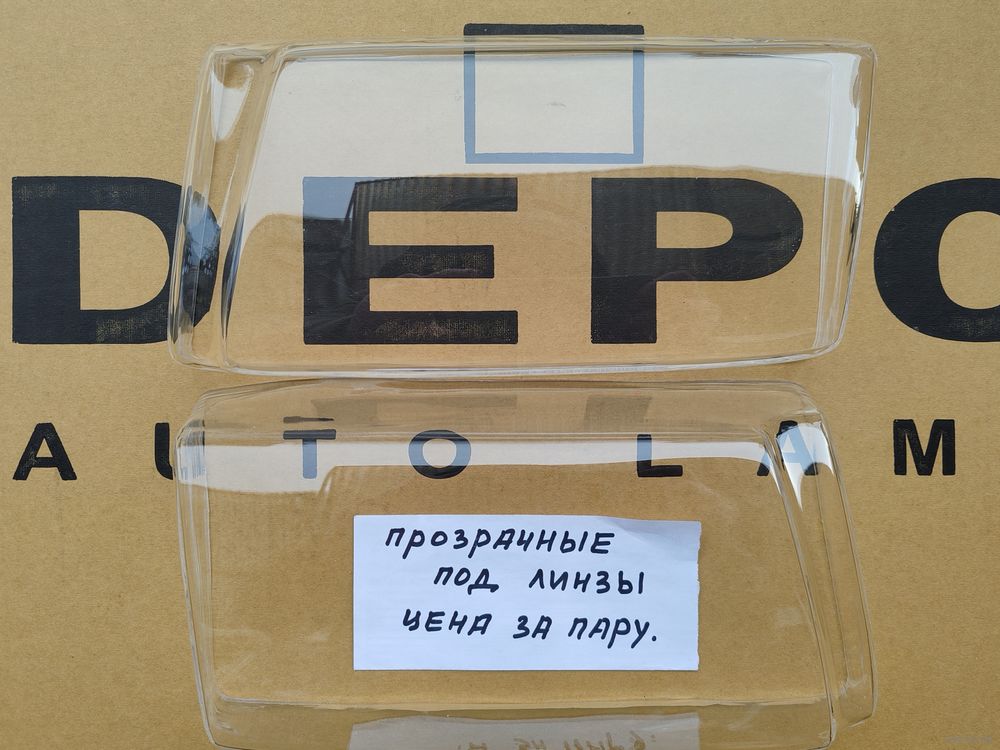 DEPO
AUTO LAM
прозрачные
под линзы
цена за пару.